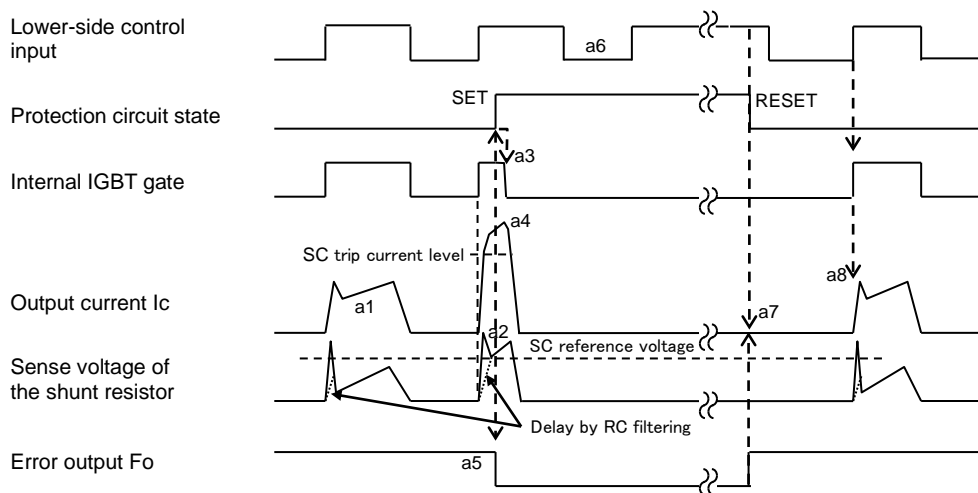 Lower-side control
input
a6
SET
RESET
Protection circuit state
a3
Internal IGBT gate
a4
SC trip current level
a8
Output current Ic
a1
a7
a2
SC reference voltage
Sense voltage of
the shunt resistor
Delay by RC filtering
Error output Fo
a5